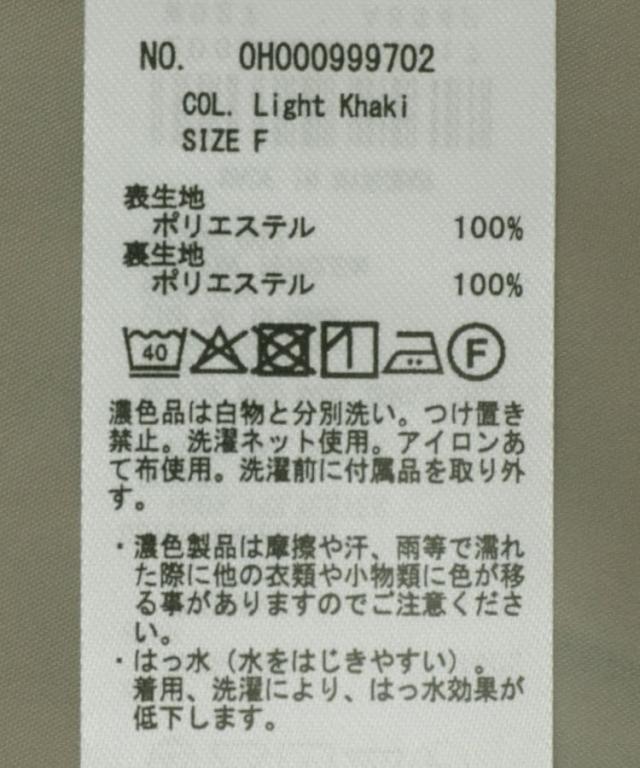 NO. OH000999702
COL. Light Khaki
SIZE F
表生地
ポリエステル 100%
裏生地
ポリエステル 100%
40
F
濃色品は白物と分別洗い。つけ置き
禁止。洗濯ネット使用。アイロンあ
て布使用。洗濯前に付属品を取り外
す。
・濃色製品は摩擦や汗、雨等で濡れ
た際に他の衣類や小物類に色が移
る事がありますのでご注意くださ
い。
・はっ水（水をはじきやすい）。
着用、洗濯により、はっ水効果が
低下します。